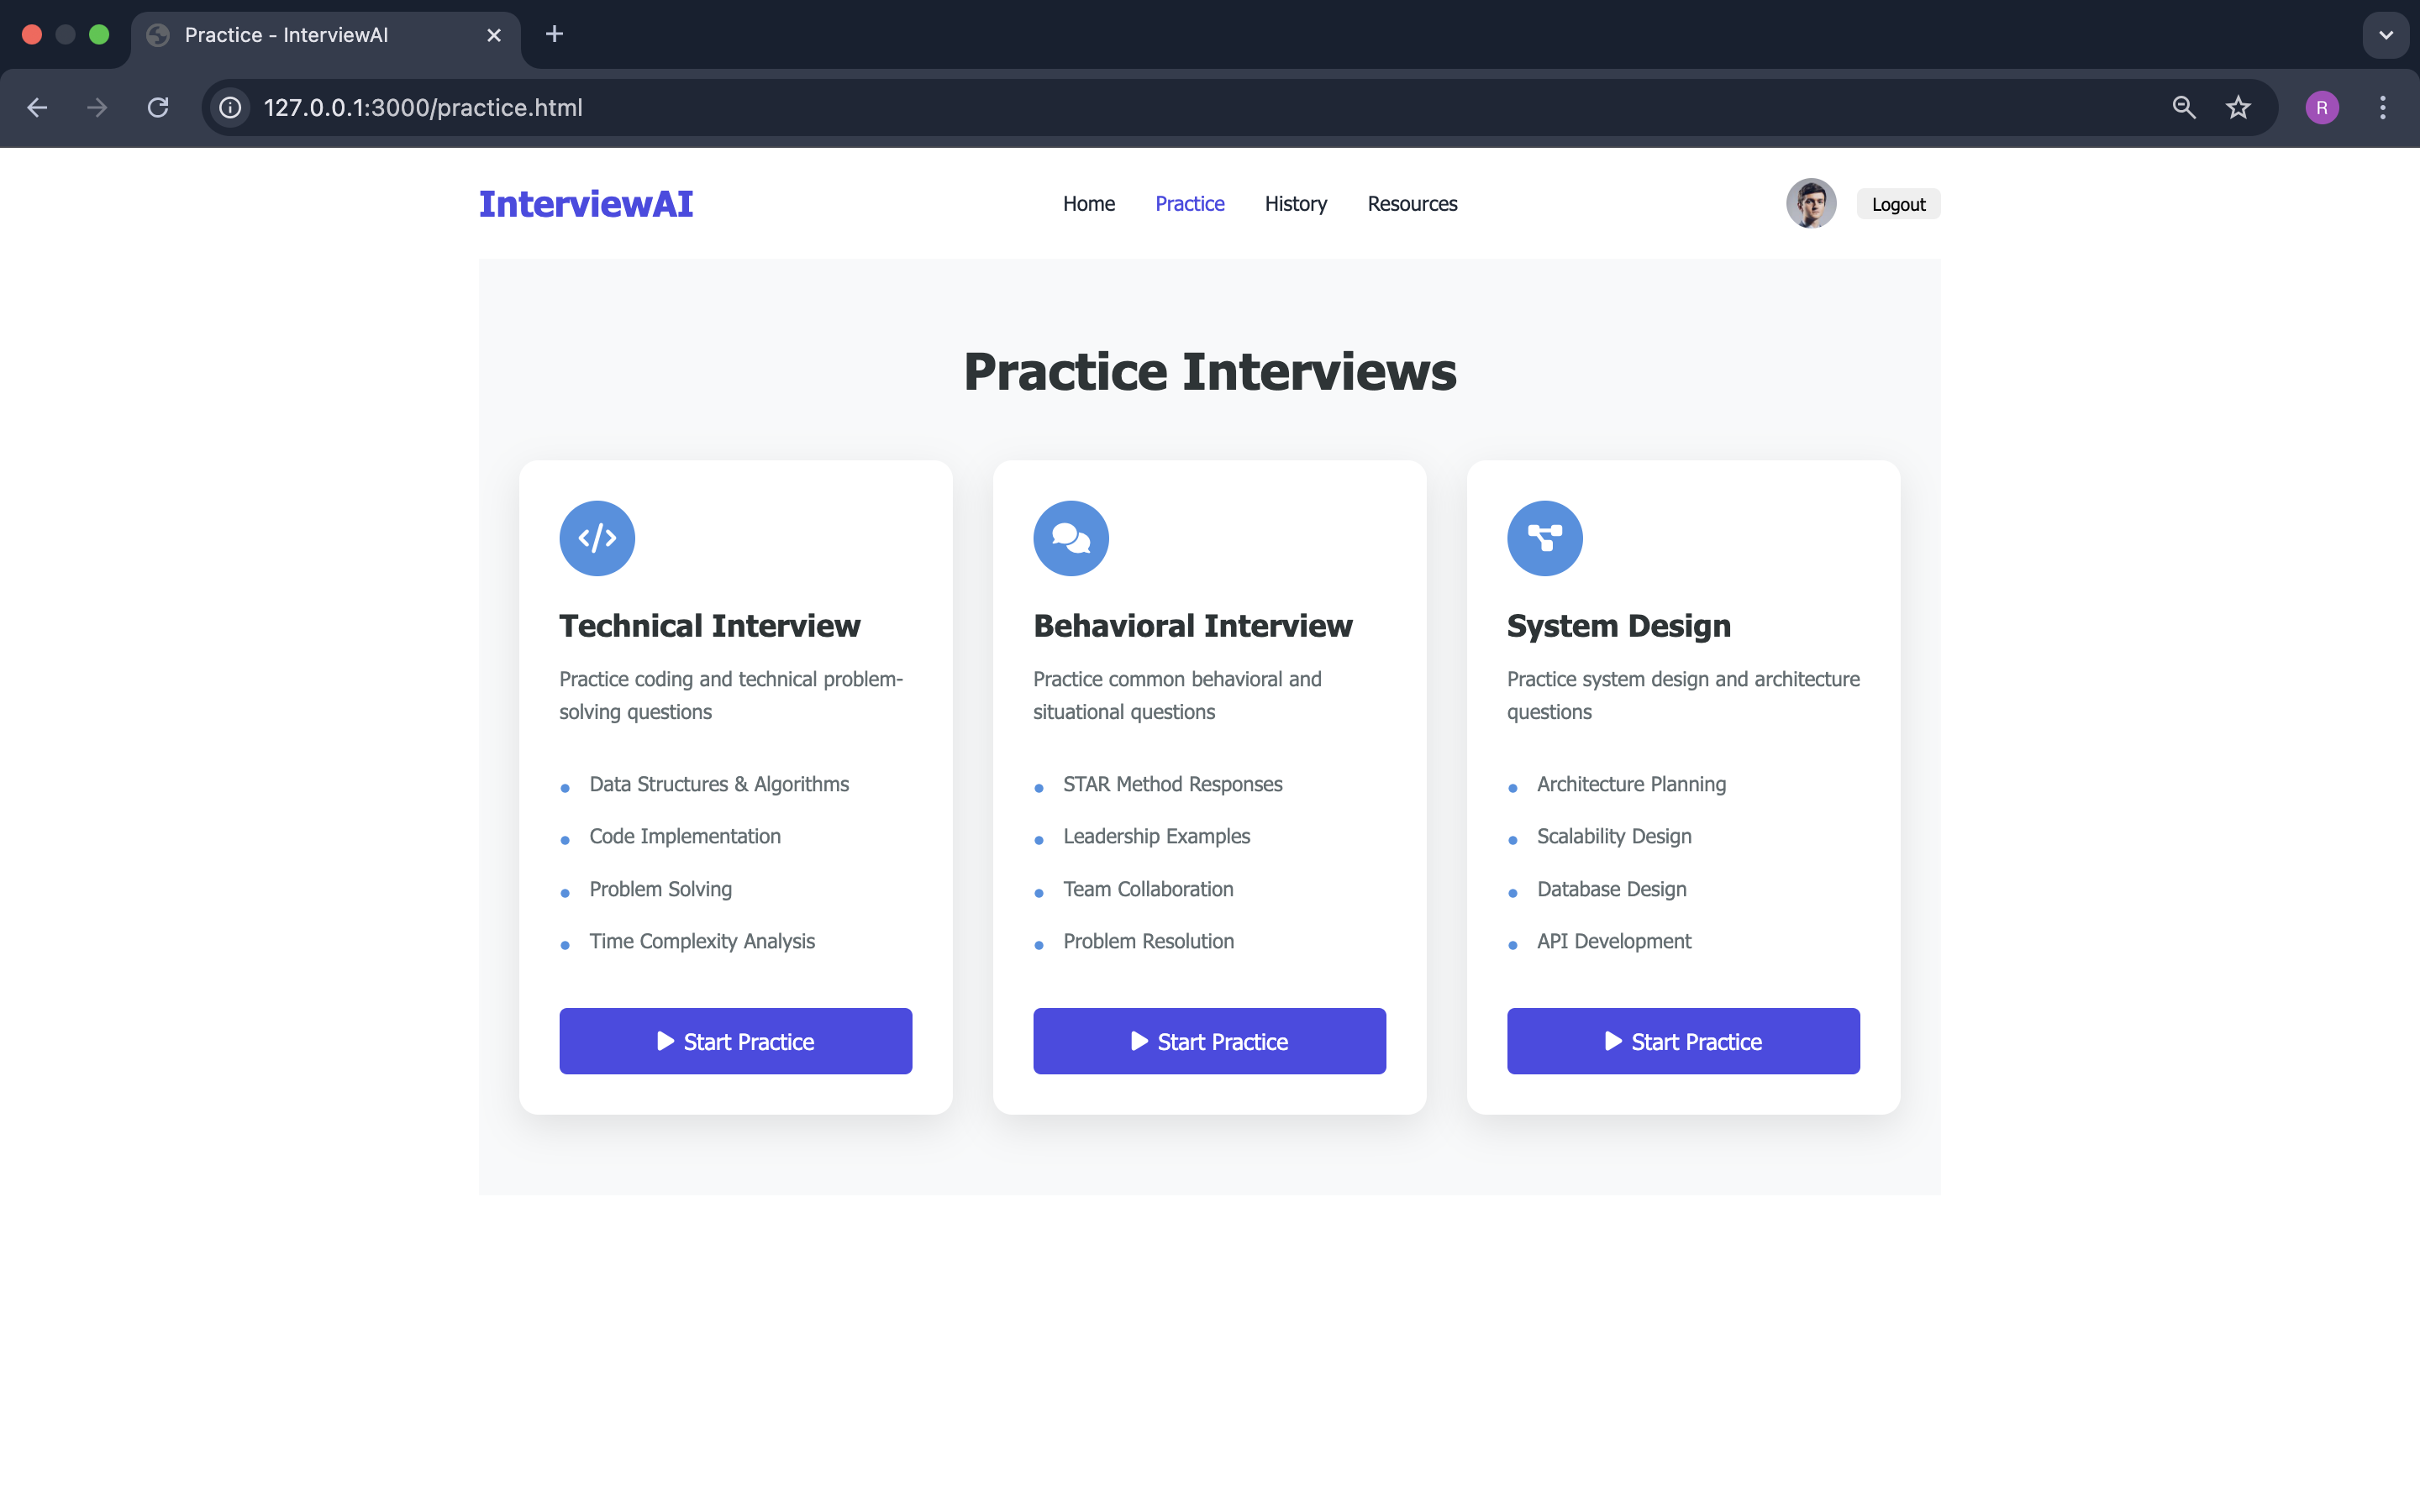 Practice - InterviewAI
127.0.0.1:3000/practice.html
R
InterviewAI
Home
Practice
History
Resources
Logout
Practice Interviews
Technical Interview
Practice coding and technical problem-
solving questions
Data Structures & Algorithms
Code Implementation
Problem Solving
Time Complexity Analysis
Start Practice
Behavioral Interview
Practice common behavioral and
situational questions
STAR Method Responses
Leadership Examples
Team Collaboration
Problem Resolution
Start Practice
System Design
Practice system design and architecture
questions
Architecture Planning
Scalability Design
Database Design
API Development
Start Practice